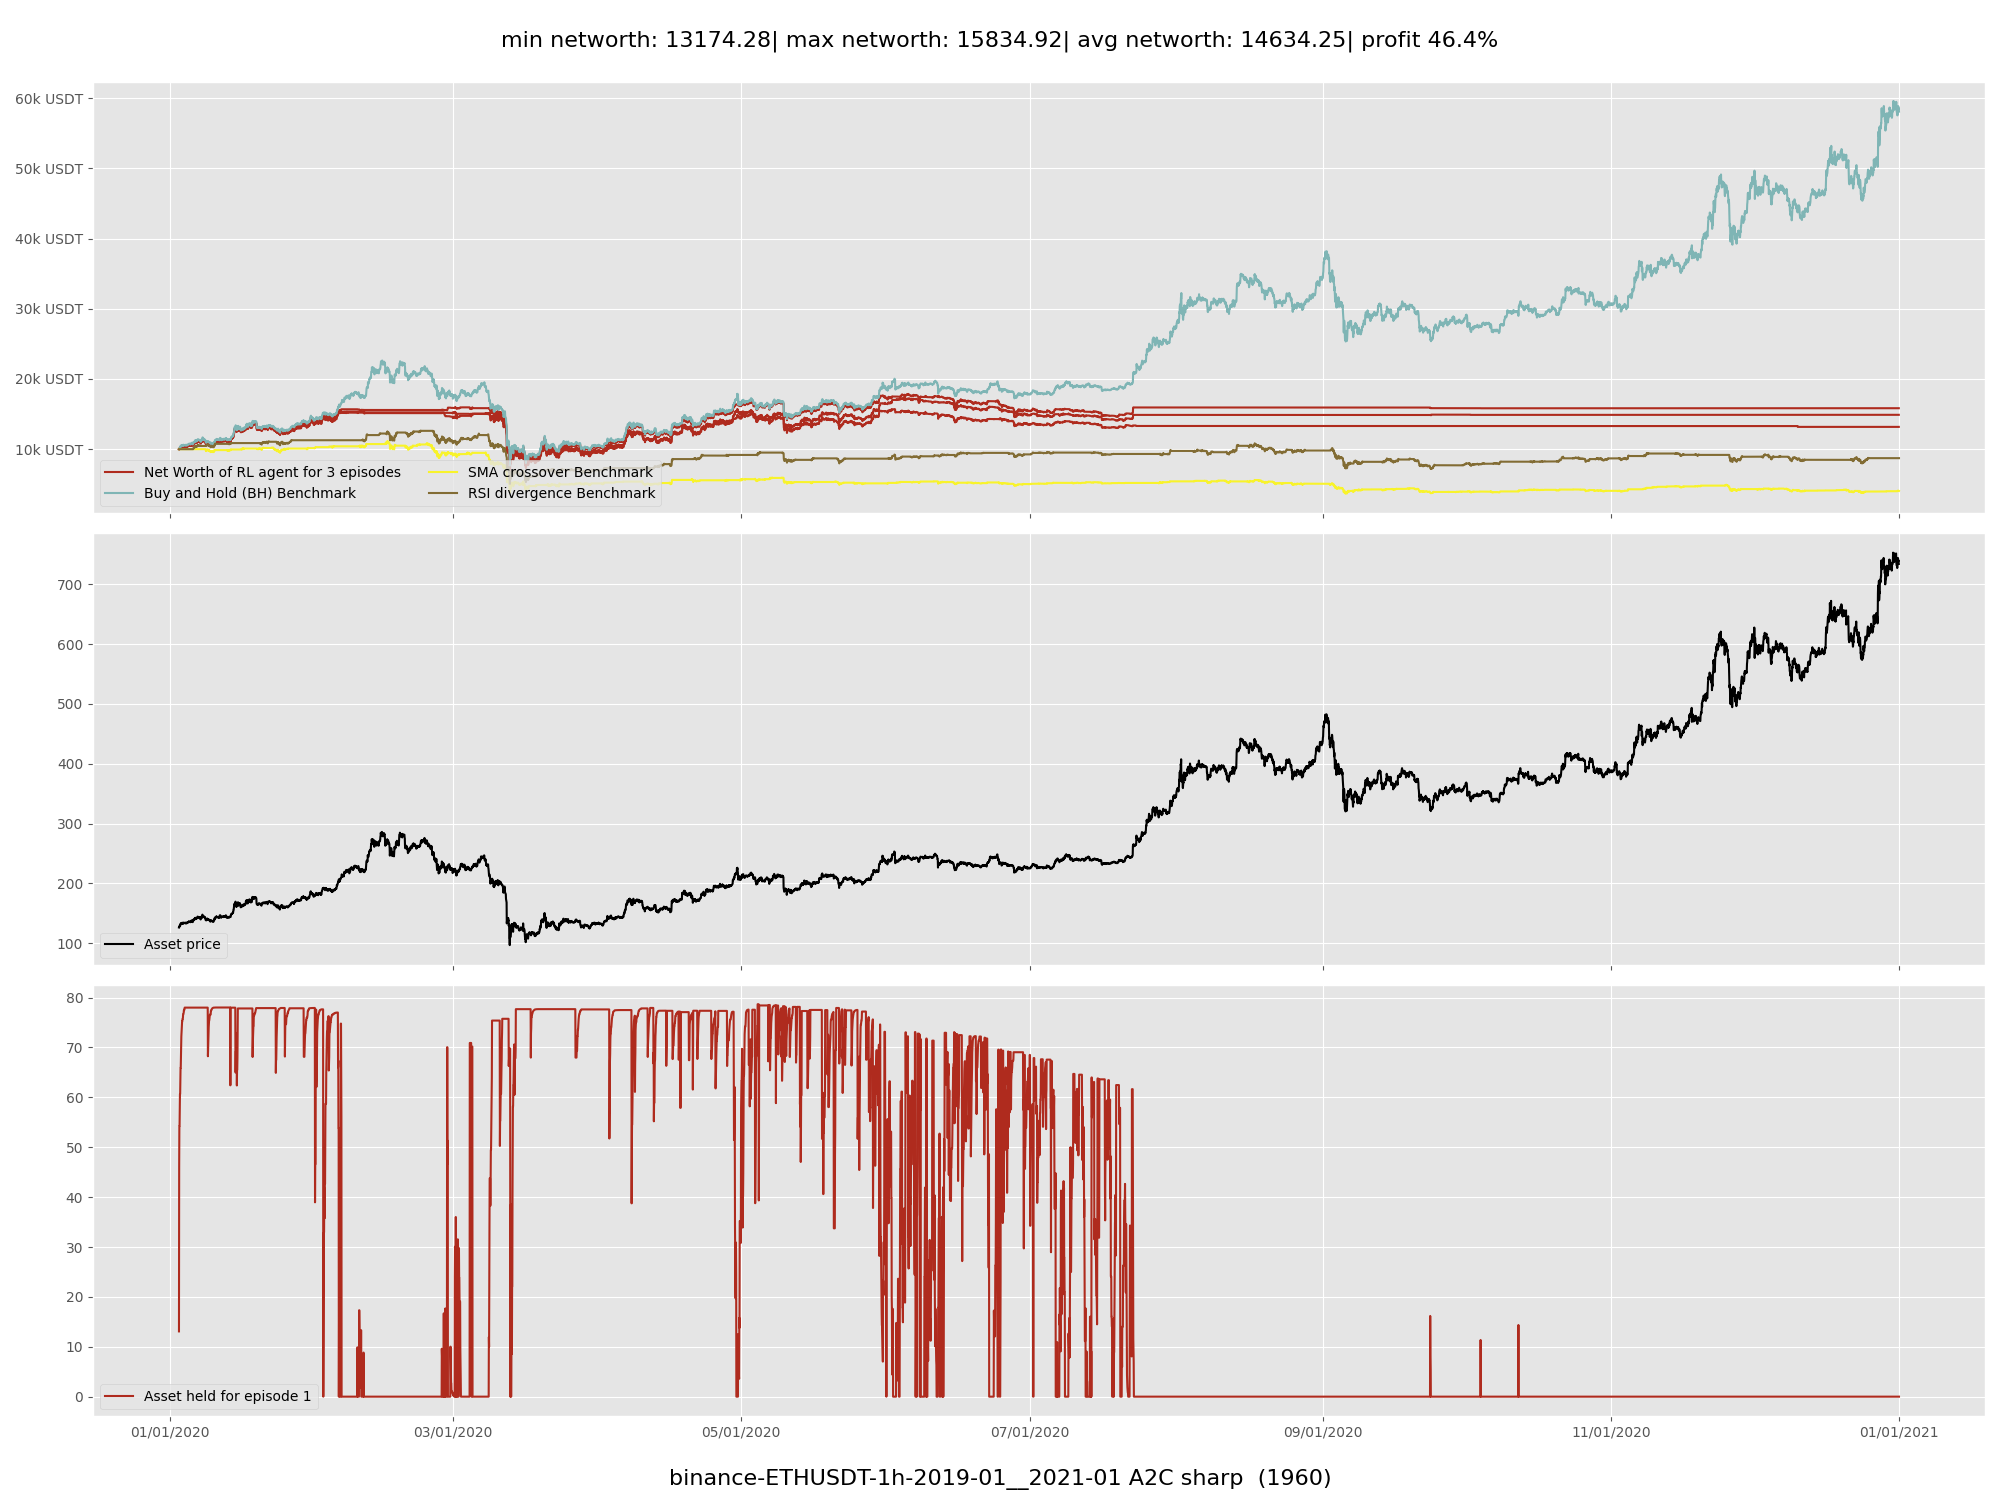 min networth: 13174.28| max networth: 15834.92| avg networth: 14634.25| profit 46.4%
60k USDT
50k USDT
40k USDT
30k USDT
20k USDT
10k USDT
Net Worth of RL agent for 3 episodes
Buy and Hold (BH) Benchmark
SMA crossover Benchmark
RSI divergence Benchmark
700
600
500
400
300
200
100
Asset price
80
70
60
50
40
30
20
10
0
Asset held for episode 1
01/01/2020 03/01/2020 05/01/2020 07/01/2020 09/01/2020 11/01/2020 01/01/2021
binance-ETHUSDT-1h-2019-01__2021-01 A2C sharp (1960)